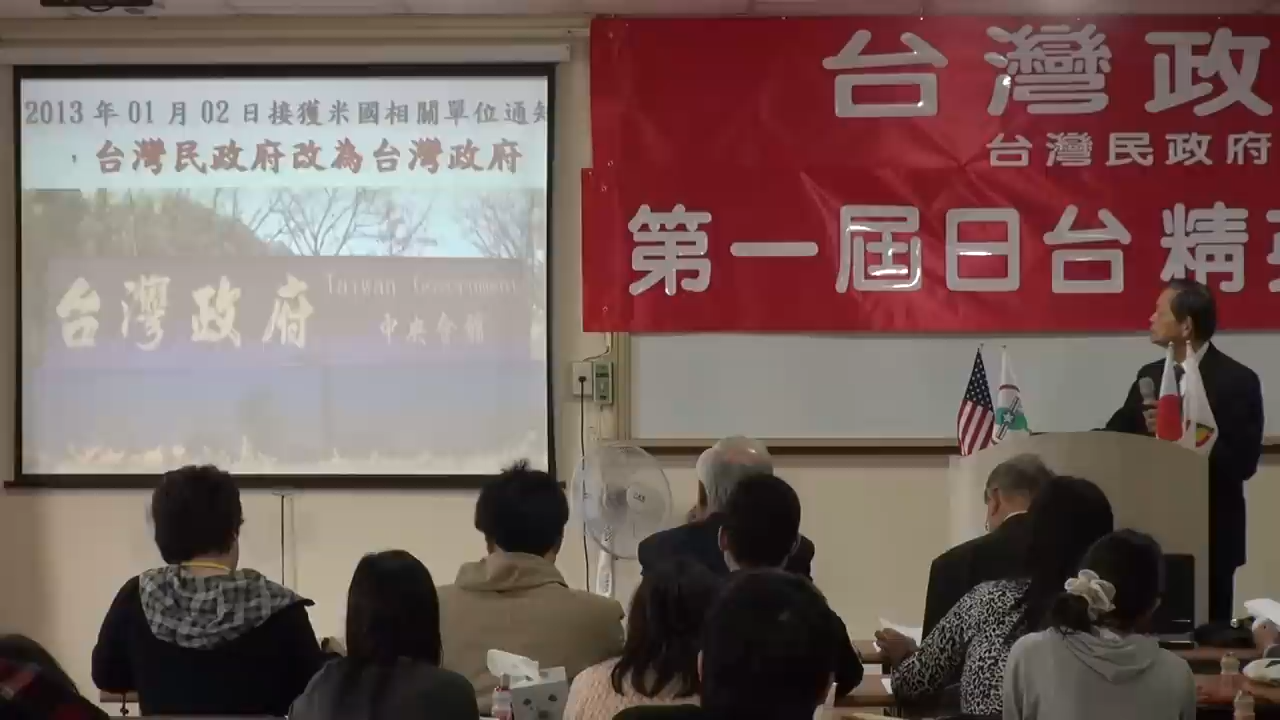 2013 年 01 月 02 日接獲米國相關單位通知
，台灣民政府改為台灣政府
台灣政府
Taiwan Government
中央會館
台灣政
台灣民政府
第一屆日台精英